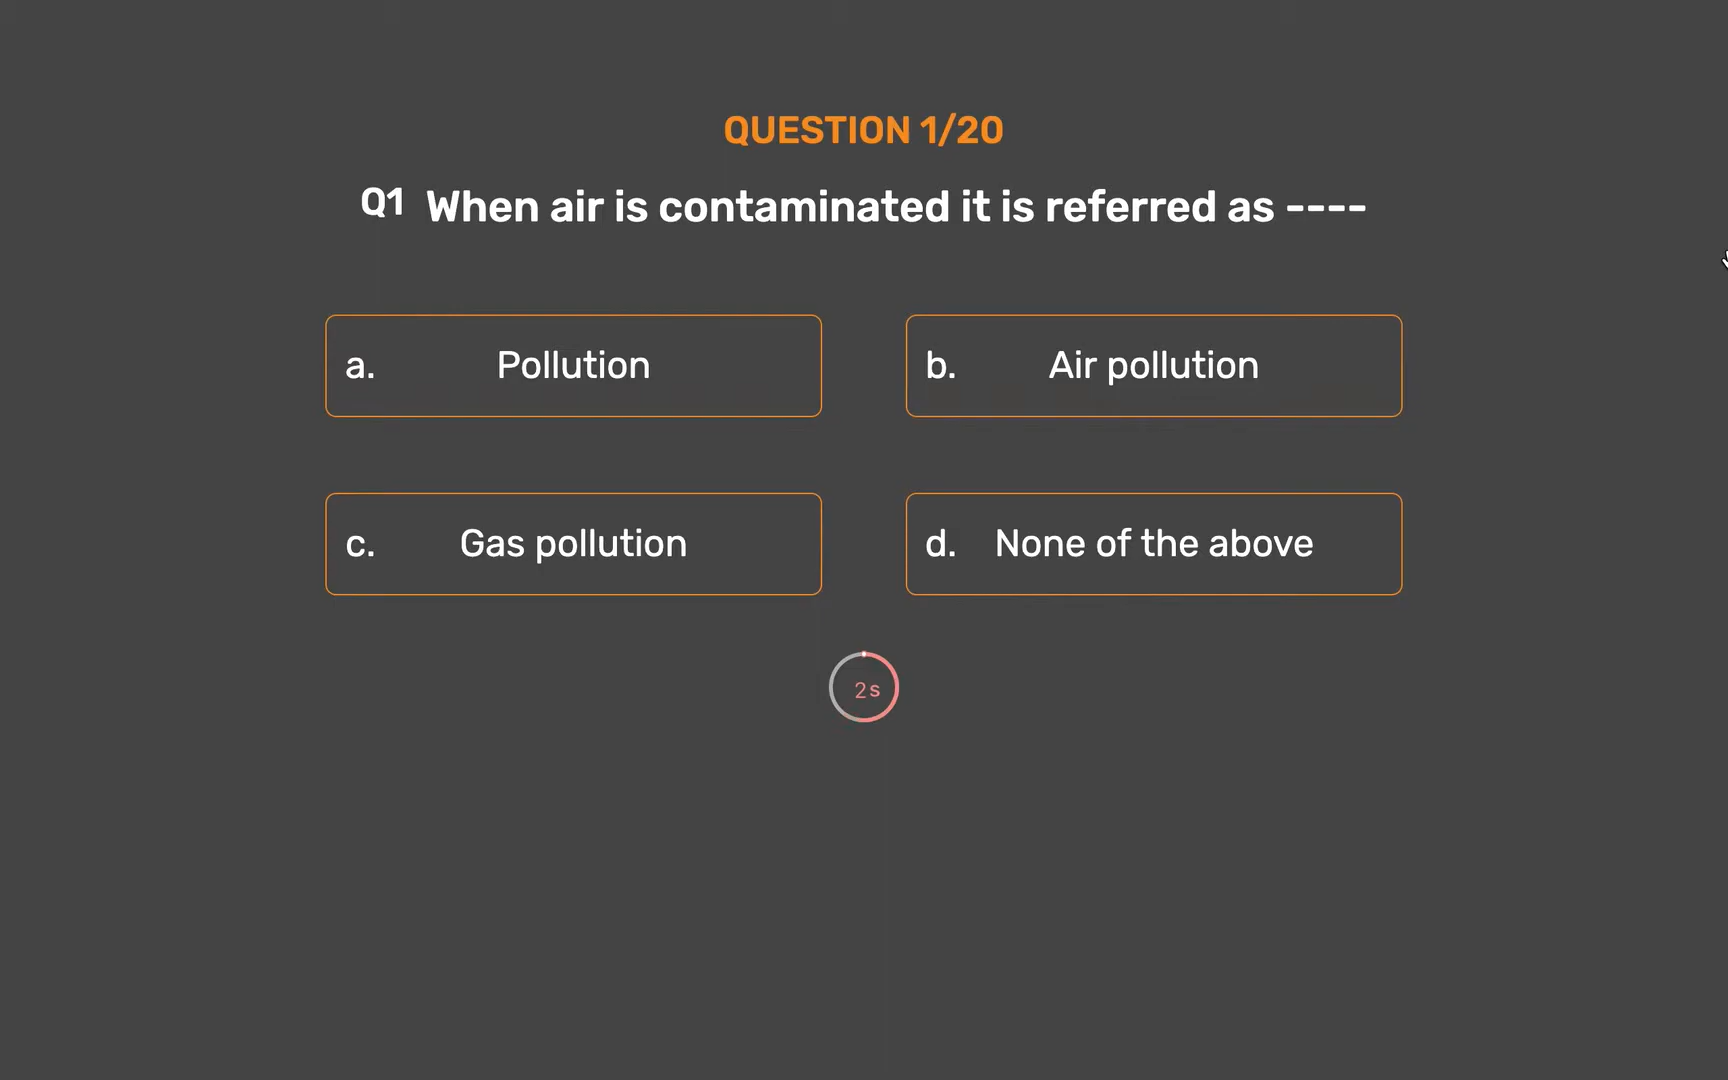 QUESTION 1/20
Q1 When air is contaminated it is referred as ----
a. Pollution
b. Air pollution
c. Gas pollution
d. None of the above
2s